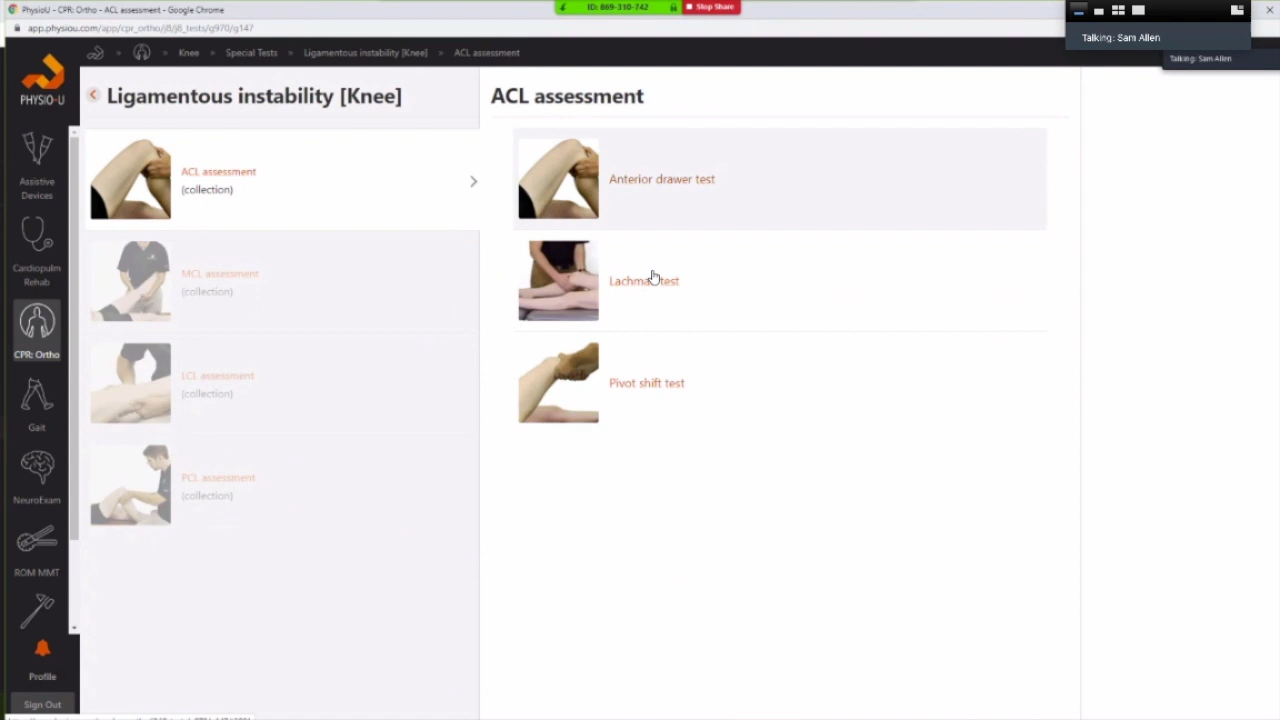 PhysioU - CPR: Ortho - ACL assessment - Google Chrome
ID: 869-310-742
Stop Share
app.physiou.com/app/cpr_ortho/j8/j8_tests/g970/g147
Talking: Sam Allen
Talking: Sam Allen
» » Knee » Special Tests » Ligamentous instability [Knee] » ACL assessment
PHYSIO-U
Ligamentous instability [Knee]
ACL assessment
ACL assessment
(collection)
MCL assessment
(collection)
LCL assessment
(collection)
PCL assessment
(collection)
Anterior drawer test
Lachman test
Pivot shift test
Assistive
Devices
Cardiopulm
Rehab
CPR: Ortho
Gait
NeuroExam
ROM MMT
Profile
Sign Out